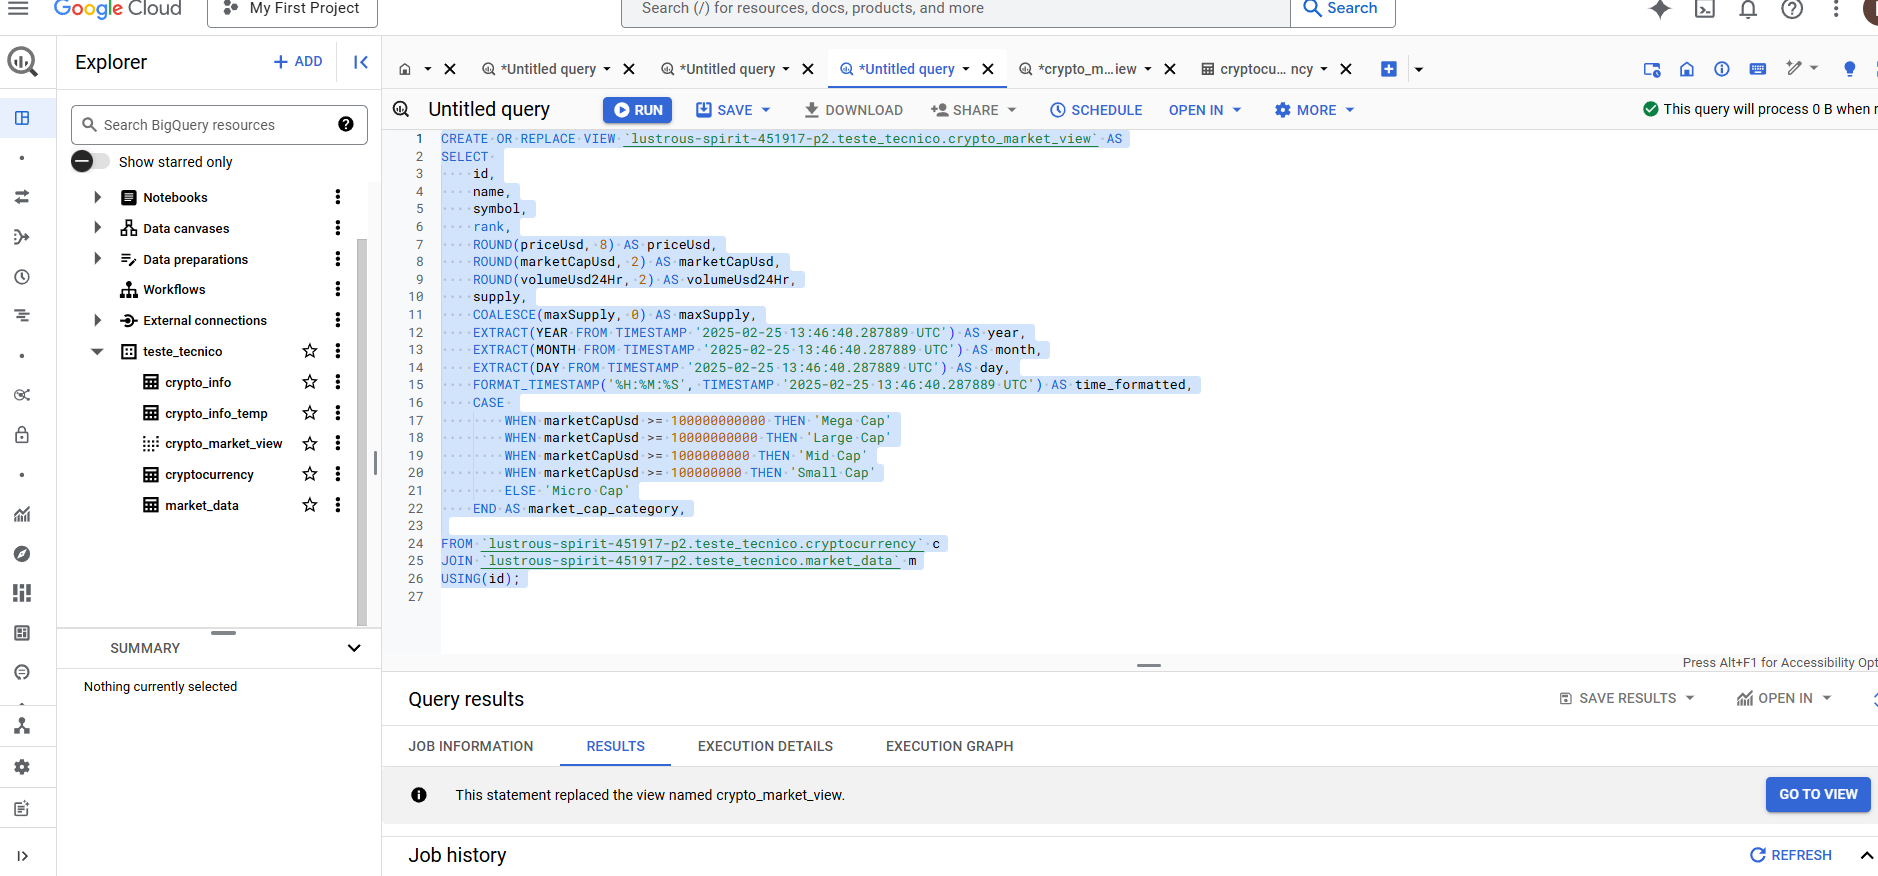 Google Cloud
My First Project
Search (/) for resources, docs, products, and more
Search
Explorer
ADD
*Untitled query
*Untitled query
*Untitled query
*crypto_m...iew
cryptocu... ncy
Search BigQuery resources
Show starred only
Untitled query
RUN
SAVE
DOWNLOAD
SHARE
SCHEDULE
OPEN IN
MORE
This query will process 0 B when
Notebooks
Data canvases
Data preparations
Workflows
External connections
teste_tecnico
crypto_info
crypto_info_temp
crypto_market_view
cryptocurrency
market_data
SUMMARY
Nothing currently selected
1 CREATE OR REPLACE VIEW `lustrous-spirit-451917-p2.teste_tecnico.crypto_market_view` AS
2 SELECT
3 id,
4 name,
5 symbol,
6 rank,
7 ROUND(priceUsd, 8) AS priceUsd,
8 ROUND(marketCapUsd, 2) AS marketCapUsd,
9 ROUND(volumeUsd24Hr, 2) AS volumeUsd24Hr,
10 supply,
11 COALESCE(maxSupply, 0) AS maxSupply,
12 EXTRACT(YEAR FROM TIMESTAMP '2025-02-25 13:46:40.287889 UTC') AS year,
13 EXTRACT(MONTH FROM TIMESTAMP '2025-02-25 13:46:40.287889 UTC') AS month,
14 EXTRACT(DAY FROM TIMESTAMP '2025-02-25 13:46:40.287889 UTC') AS day,
15 FORMAT_TIMESTAMP('%H:%M:%S', TIMESTAMP '2025-02-25 13:46:40.287889 UTC') AS time_formatted,
16 CASE
17 WHEN marketCapUsd >= 100000000000 THEN 'Mega Cap'
18 WHEN marketCapUsd >= 10000000000 THEN 'Large Cap'
19 WHEN marketCapUsd >= 1000000000 THEN 'Mid Cap'
20 WHEN marketCapUsd >= 100000000 THEN 'Small Cap'
21 ELSE 'Micro Cap'
22 END AS market_cap_category,
23
24 FROM `lustrous-spirit-451917-p2.teste_tecnico.cryptocurrency` c
25 JOIN `lustrous-spirit-451917-p2.teste_tecnico.market_data` m
26 USING(id);
27
Press Alt+F1 for Accessibility Opt
Query results
SAVE RESULTS
OPEN IN
JOB INFORMATION
RESULTS
EXECUTION DETAILS
EXECUTION GRAPH
This statement replaced the view named crypto_market_view.
GO TO VIEW
Job history
REFRESH